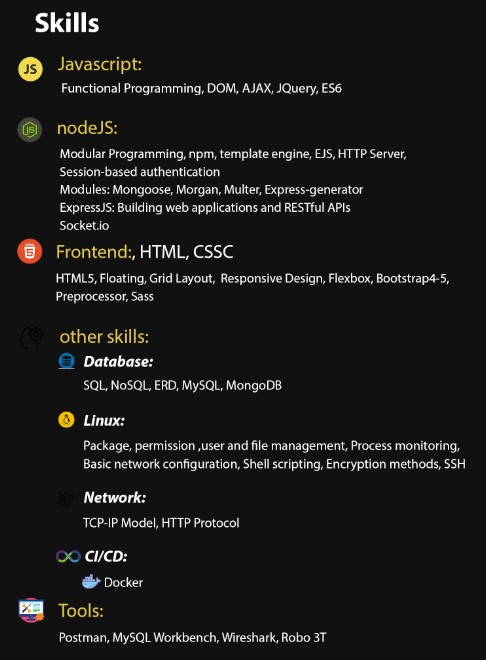 Skills
JS
Javascript:
Functional Programming, DOM, AJAX, JQuery, ES6
JS
nodeJS:
Modular Programming, npm, template engine, EJS, HTTP Server,
Session-based authentication
Modules: Mongoose, Morgan, Multer, Express-generator
ExpressJS: Building web applications and RESTful APIs
Socket.io
5
Frontend:, HTML, CSSC
HTML5, Floating, Grid Layout, Responsive Design, Flexbox, Bootstrap4-5,
Preprocessor, Sass
other skills:
Database:
SQL, NoSQL, ERD, MySQL, MongoDB
Linux:
Package, permission ,user and file management, Process monitoring,
Basic network configuration, Shell scripting, Encryption methods, SSH
Network:
TCP-IP Model, HTTP Protocol
CI/CD:
Docker
Tools:
Postman, MySQL Workbench, Wireshark, Robo 3T